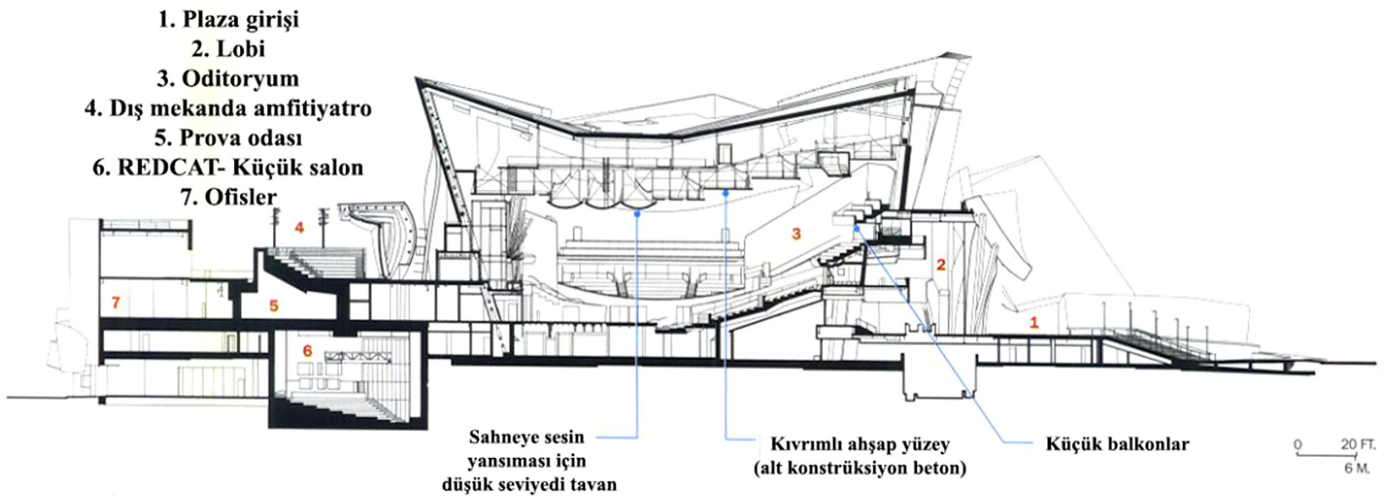 1. Plaza girişi
2. Lobi
3. Oditoryum
4. Dış mekanda amfitiyatro
5. Prova odası
6. REDCAT- Küçük salon
7. Ofisler
4
3
2
7
5
1
6
Sahneye sesin
yansıması için
düşük seviyedi tavan
Kıvrımlı ahşap yüzey
(alt konstrüksiyon beton)
Küçük balkonlar
0 20 FT.
6 M.